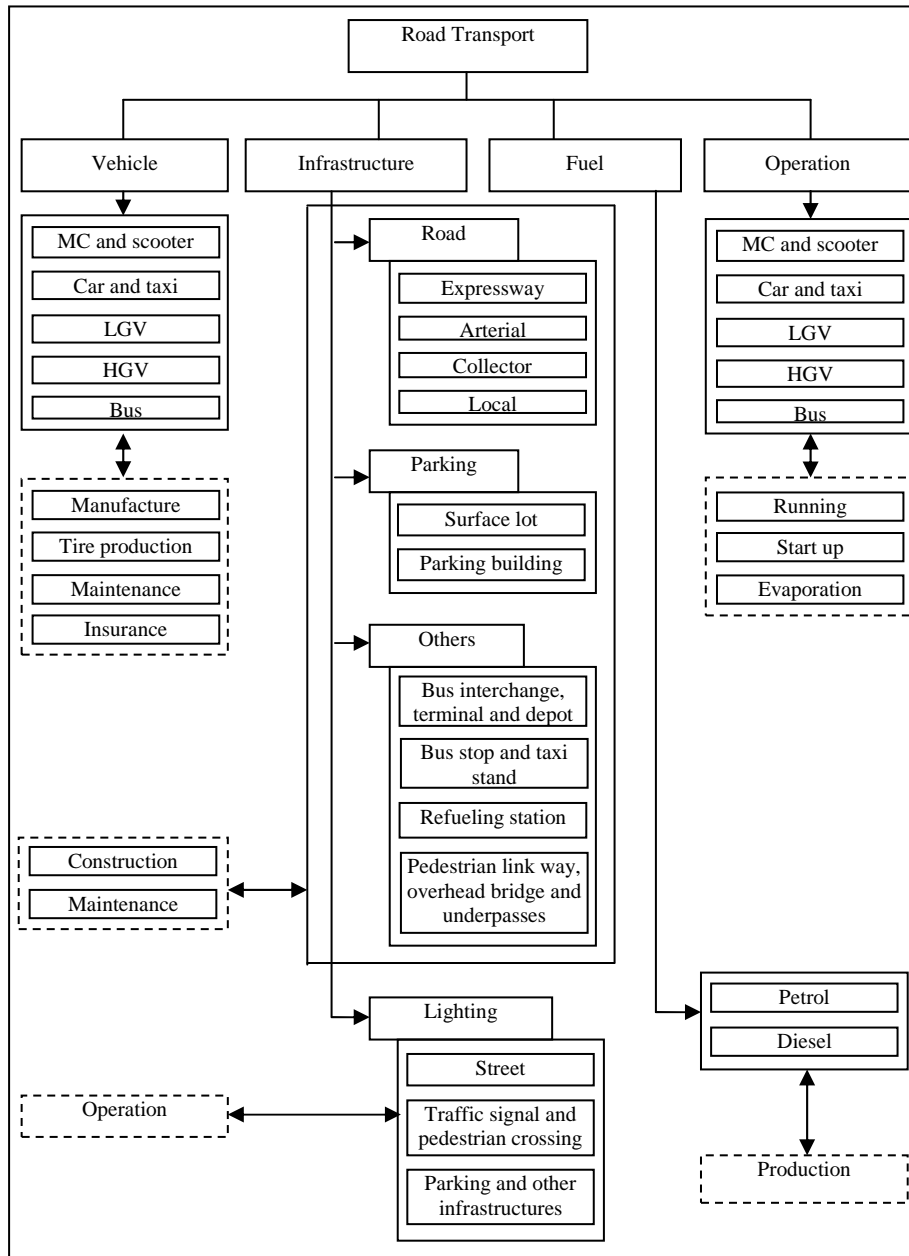 Road Transport
Vehicle
Infrastructure
Fuel
Operation
MC and scooter
Car and taxi
LGV
HGV
Bus
Manufacture
Tire production
Maintenance
Insurance
Road
Expressway
Arterial
Collector
Local
Parking
Surface lot
Parking building
Others
Bus interchange,
terminal and depot
Bus stop and taxi
stand
Refueling station
Pedestrian link way,
overhead bridge and
underpasses
Construction
Maintenance
Lighting
Street
Traffic signal and
pedestrian crossing
Parking and other
infrastructures
Operation
MC and scooter
Car and taxi
LGV
HGV
Bus
Running
Start up
Evaporation
Petrol
Diesel
Production